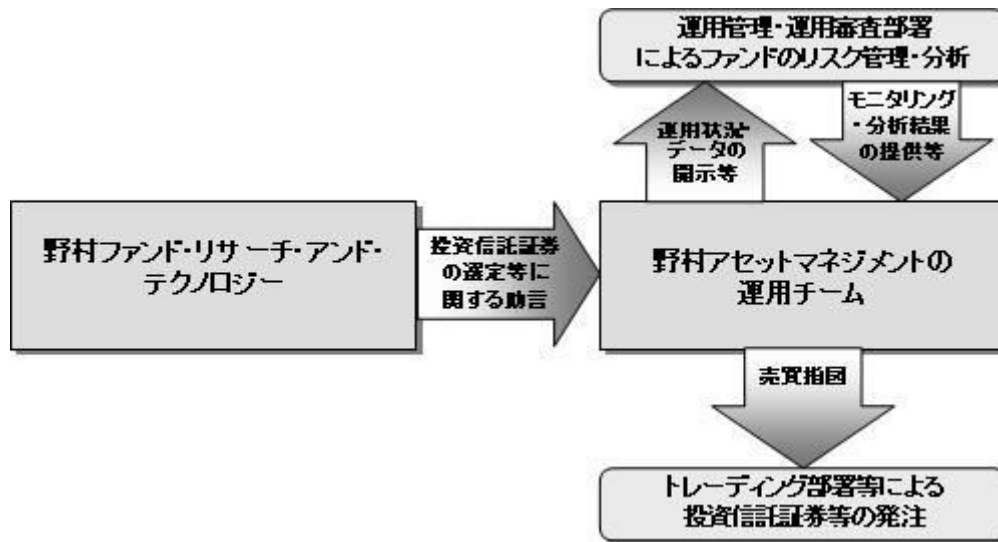 運用管理・運用審査部署
によるファンドのリスク管理・分析
運用状況
データの
開示等
モニタリング
・分析結果
の提供等
野村ファンド・リサーチ・アンド・
テクノロジー
投資信託証券
の選定等に
関する助言
野村アセットマネジメントの
運用チーム
売買指図
トレーディング部署等による
投資信託証券等の発注